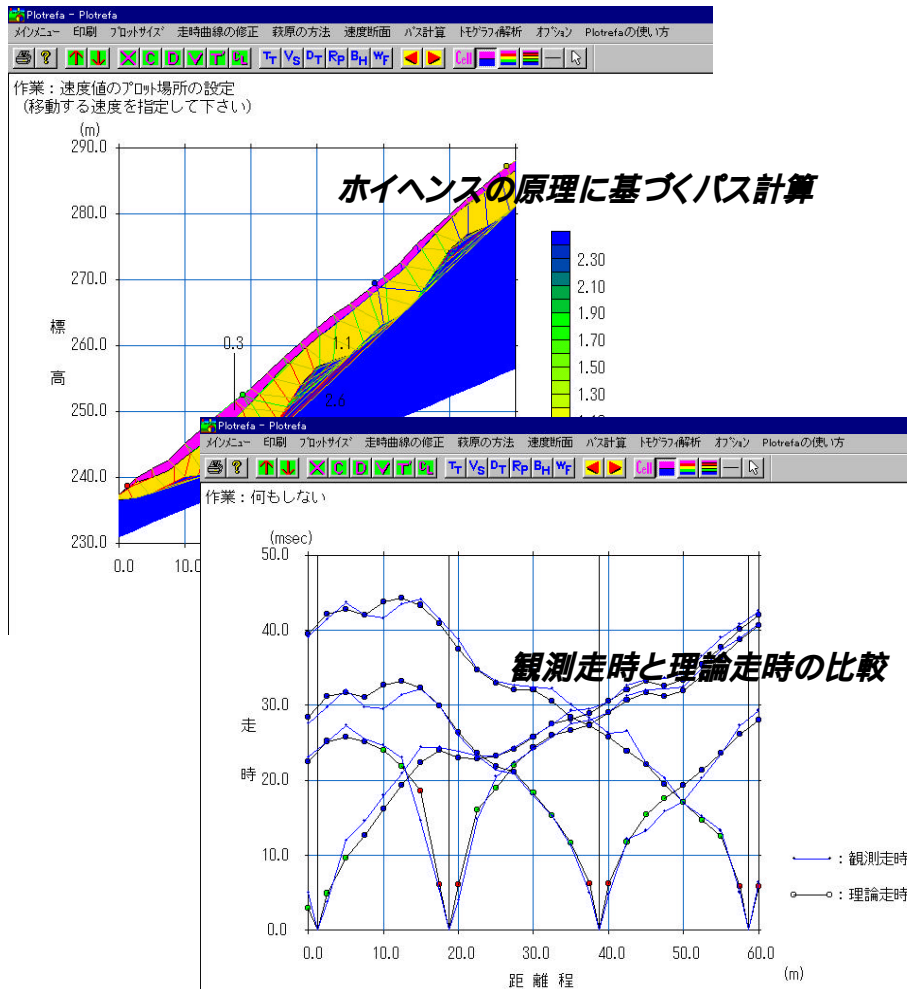 Plotrefa - Plotrefa
メインメニュー 印刷 プロットサイズ 走時曲線の修正 萩原の方法 速度断面 パス計算 トモグラフィ解析 オプション Plotrefaの使い方
X C D TT VS DT RP BH WF Cell
作業：速度値のプロット場所の設定
（移動する速度を指定して下さい）
(m)
290.0
ホイヘンスの原理に基づくパス計算
280.0
270.0
標
260.0
高
250.0
240.0
230.0
0.3
1.1
2.6
2.30
2.10
1.90
1.70
1.50
1.30
0.0
Plotrefa - Plotrefa
メインメニュー 印刷 プロットサイズ 走時曲線の修正 萩原の方法 速度断面 パス計算 トモグラフィ解析 オプション Plotrefaの使い方
X C D TT VS DT RP BH WF Cell
作業：何もしない
(msec)
50.0
40.0
観測走時と理論走時の比較
30.0
走
時
20.0
10.0
0.0
：観測走時
：理論走時
0.0 10.0 20.0 30.0 40.0 50.0 60.0
距離程
(m)